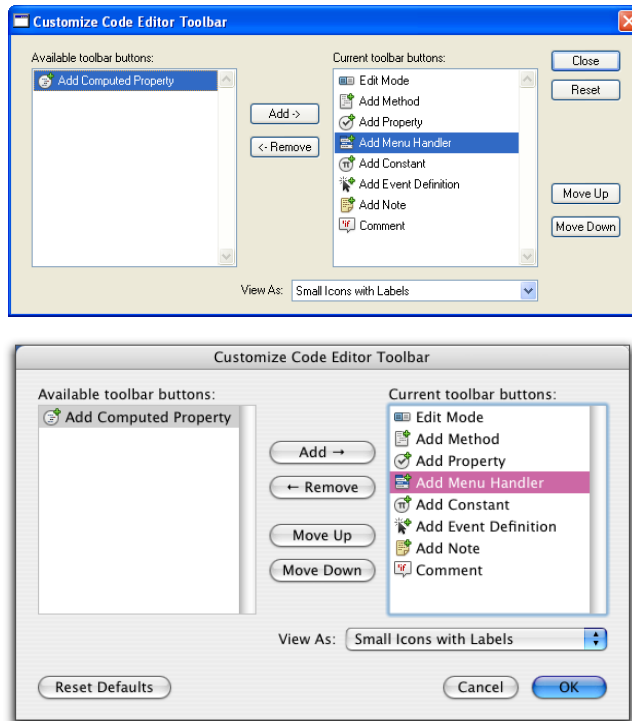 Customize Code Editor Toolbar
Available toolbar buttons:
Add Computed Property
Add ->
<- Remove
Current toolbar buttons:
Edit Mode
Add Method
Add Property
Add Menu Handler
Add Constant
Add Event Definition
Add Note
Comment
Close
Reset
Move Up
Move Down
View As: Small Icons with Labels
Customize Code Editor Toolbar
Available toolbar buttons:
Add Computed Property
Add →
← Remove
Move Up
Move Down
Current toolbar buttons:
Edit Mode
Add Method
Add Property
Add Menu Handler
Add Constant
Add Event Definition
Add Note
Comment
View As: Small Icons with Labels
Reset Defaults
Cancel
OK